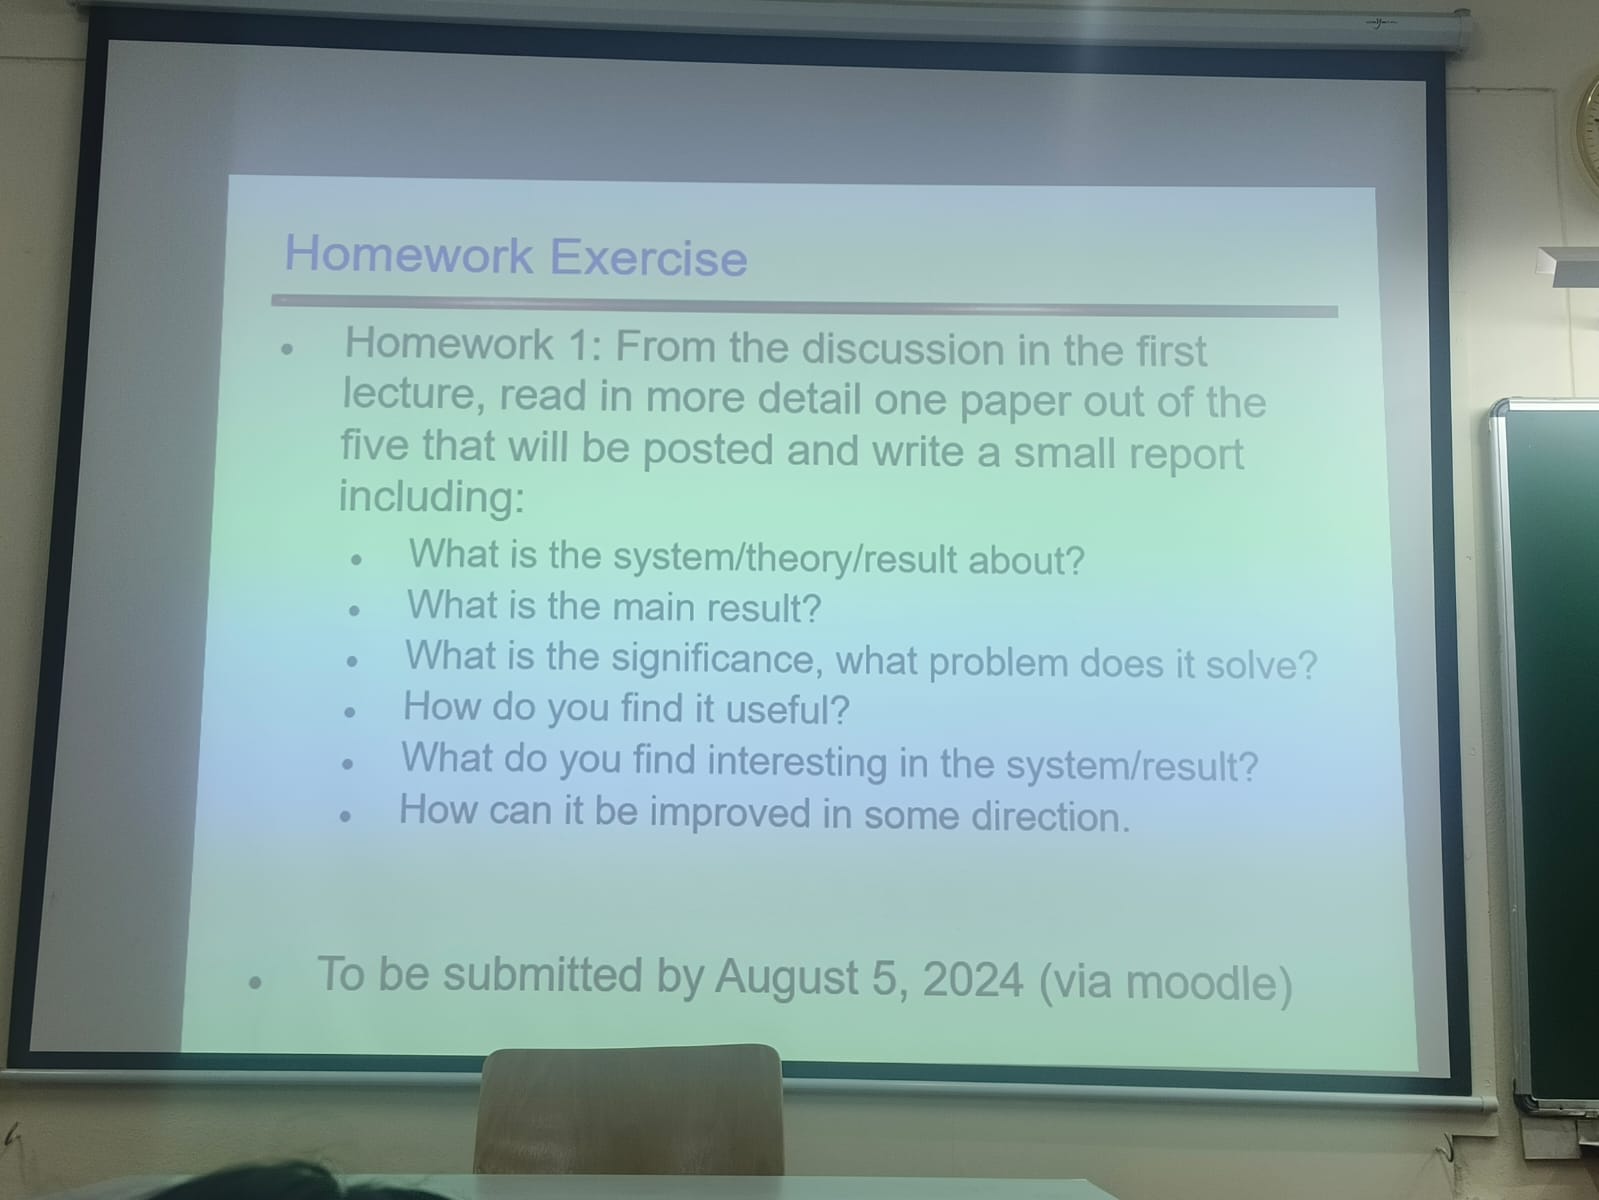 Homework Exercise
• Homework 1: From the discussion in the first
lecture, read in more detail one paper out of the
five that will be posted and write a small report
including:
• What is the system/theory/result about?
• What is the main result?
• What is the significance, what problem does it solve?
• How do you find it useful?
• What do you find interesting in the system/result?
• How can it be improved in some direction.
• To be submitted by August 5, 2024 (via moodle)